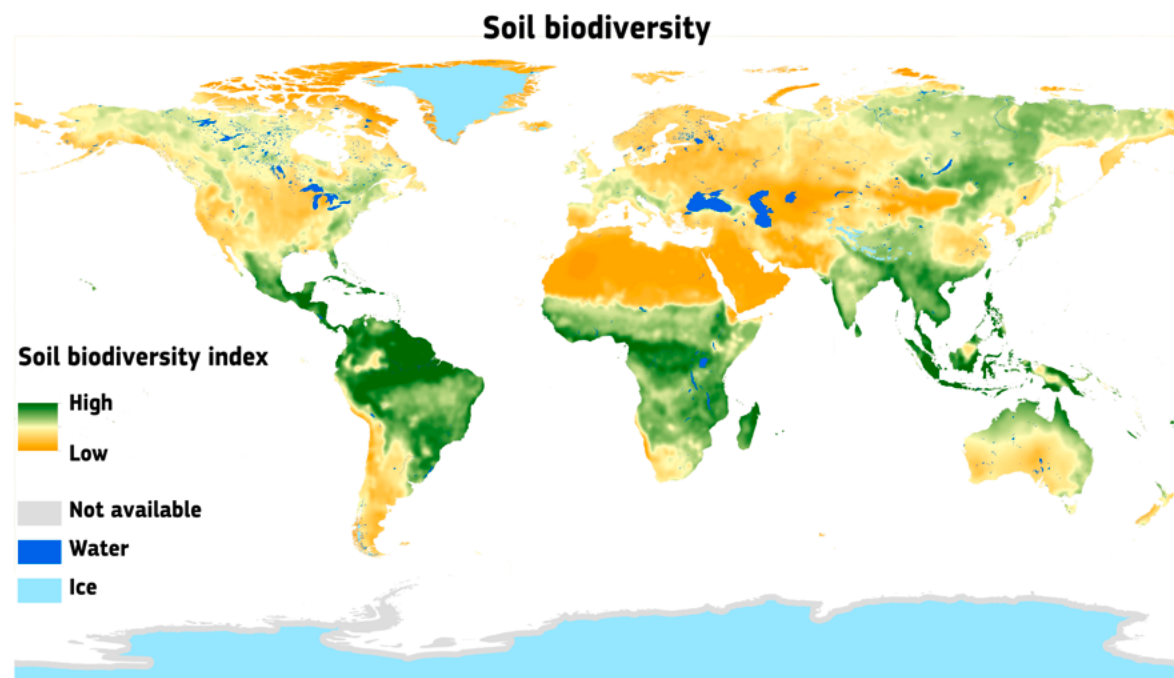 Soil biodiversity
Soil biodiversity index
High
Low
Not available
Water
Ice